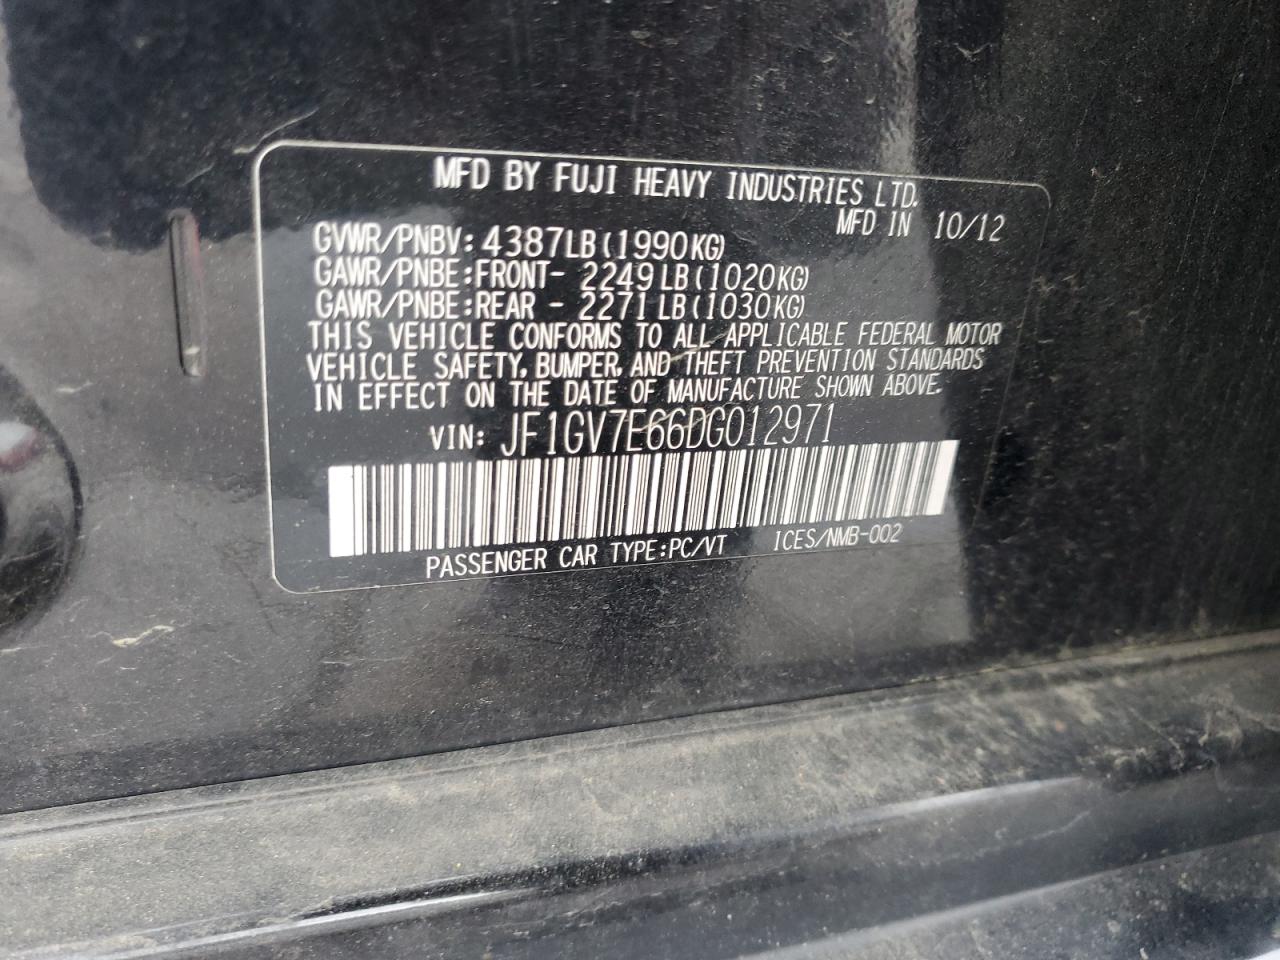 MFD BY FUJI HEAVY INDUSTRIES LTD.
MFD IN 10/12
GVWR/PNBV: 4387LB(1990KG)
GAWR/PNBE:FRONT- 2249LB(1020KG)
GAWR/PNBE:REAR - 2271LB(1030KG)
THIS VEHICLE CONFORMS TO ALL APPLICABLE FEDERAL MOTOR
VEHICLE SAFETY, BUMPER, AND THEFT PREVENTION STANDARDS
IN EFFECT ON THE DATE OF MANUFACTURE SHOWN ABOVE.
VIN: JF1GV7E66DG012971
PASSENGER CAR TYPE:PC/VT ICES/NMB-002